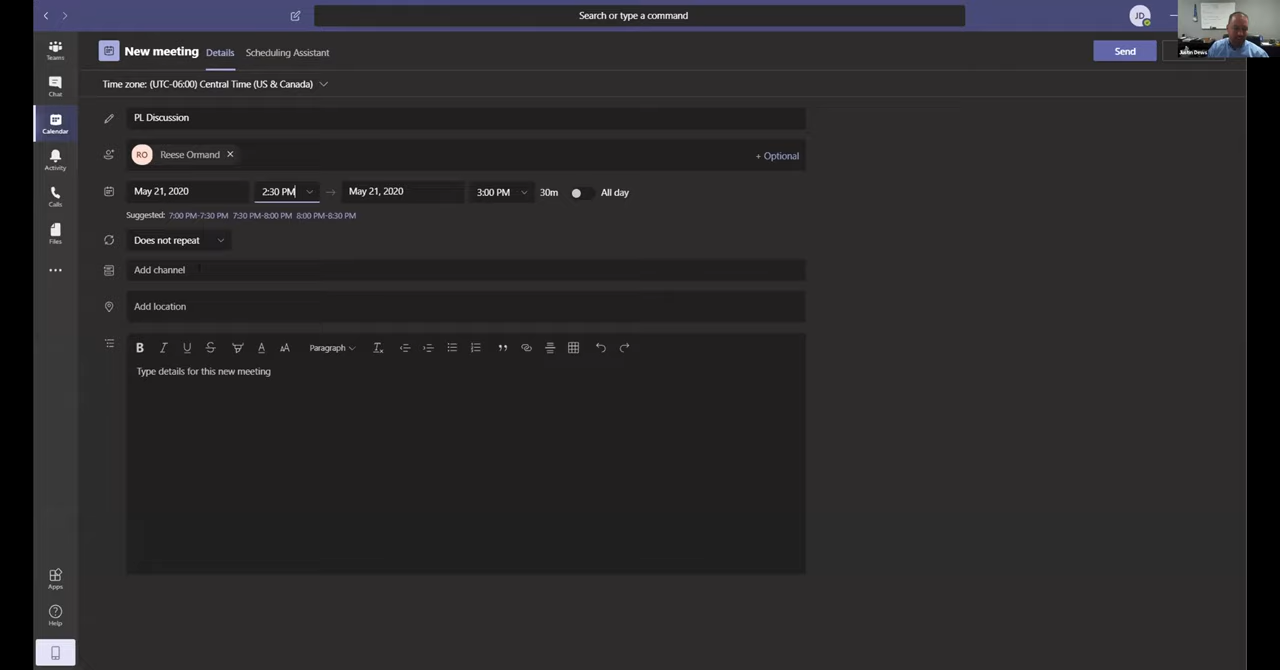 Search or type a command
JD
Justin Dews
Teams
Chat
Calendar
Activity
Calls
Files
Apps
Help
New meeting Details Scheduling Assistant
Send
Time zone: (UTC-06:00) Central Time (US & Canada)
PL Discussion
RO Reese Ormand
+ Optional
May 21, 2020 2:30 PM May 21, 2020 3:00 PM 30m All day
Suggested: 7:00 PM-7:30 PM 7:30 PM-8:00 PM 8:00 PM-8:30 PM
Does not repeat
Add channel
Add location
B I U S A AA Paragraph
Type details for this new meeting